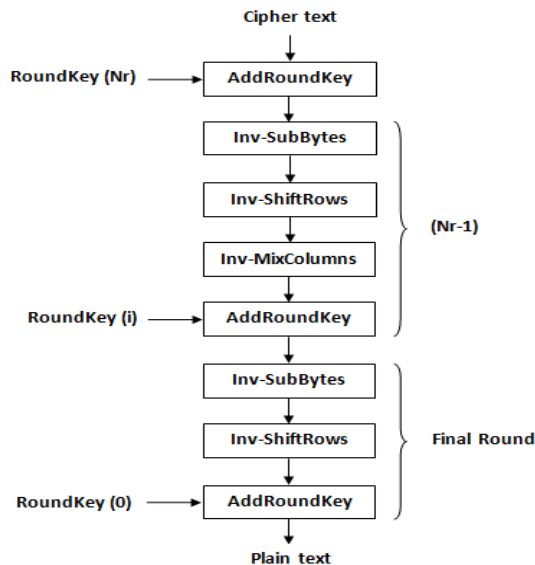 Cipher text
RoundKey (Nr)
AddRoundKey
Inv-SubBytes
Inv-ShiftRows
(Nr-1)
Inv-MixColumns
RoundKey (i)
AddRoundKey
Inv-SubBytes
Inv-ShiftRows
Final Round
RoundKey (0)
AddRoundKey
Plain text